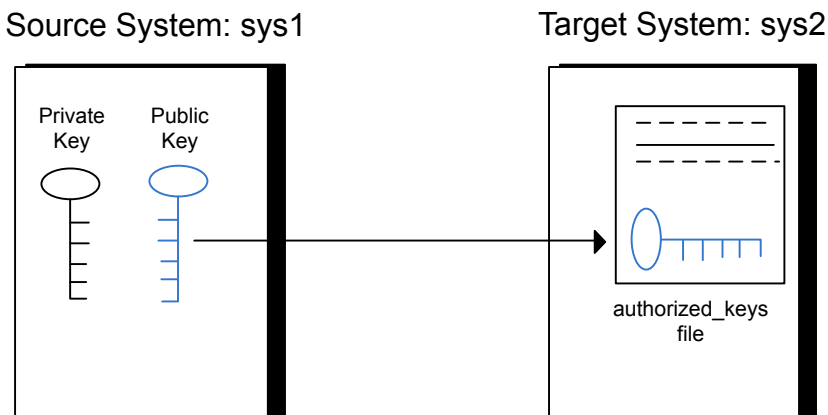 Source System: sys1
Target System: sys2
Private
Key
Public
Key
authorized_keys
file